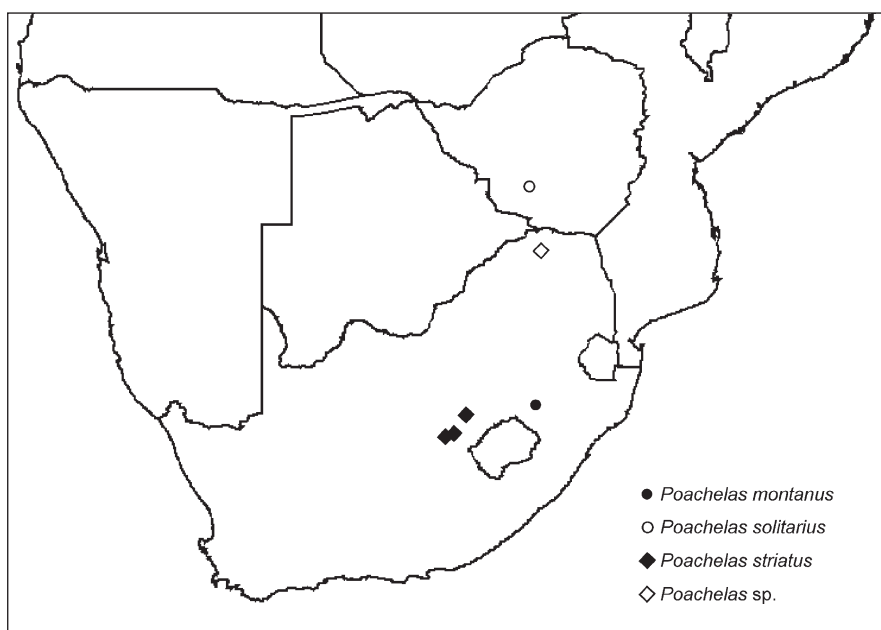 Poachelas montanus
Poachelas solitarius
Poachelas striatus
Poachelas sp.